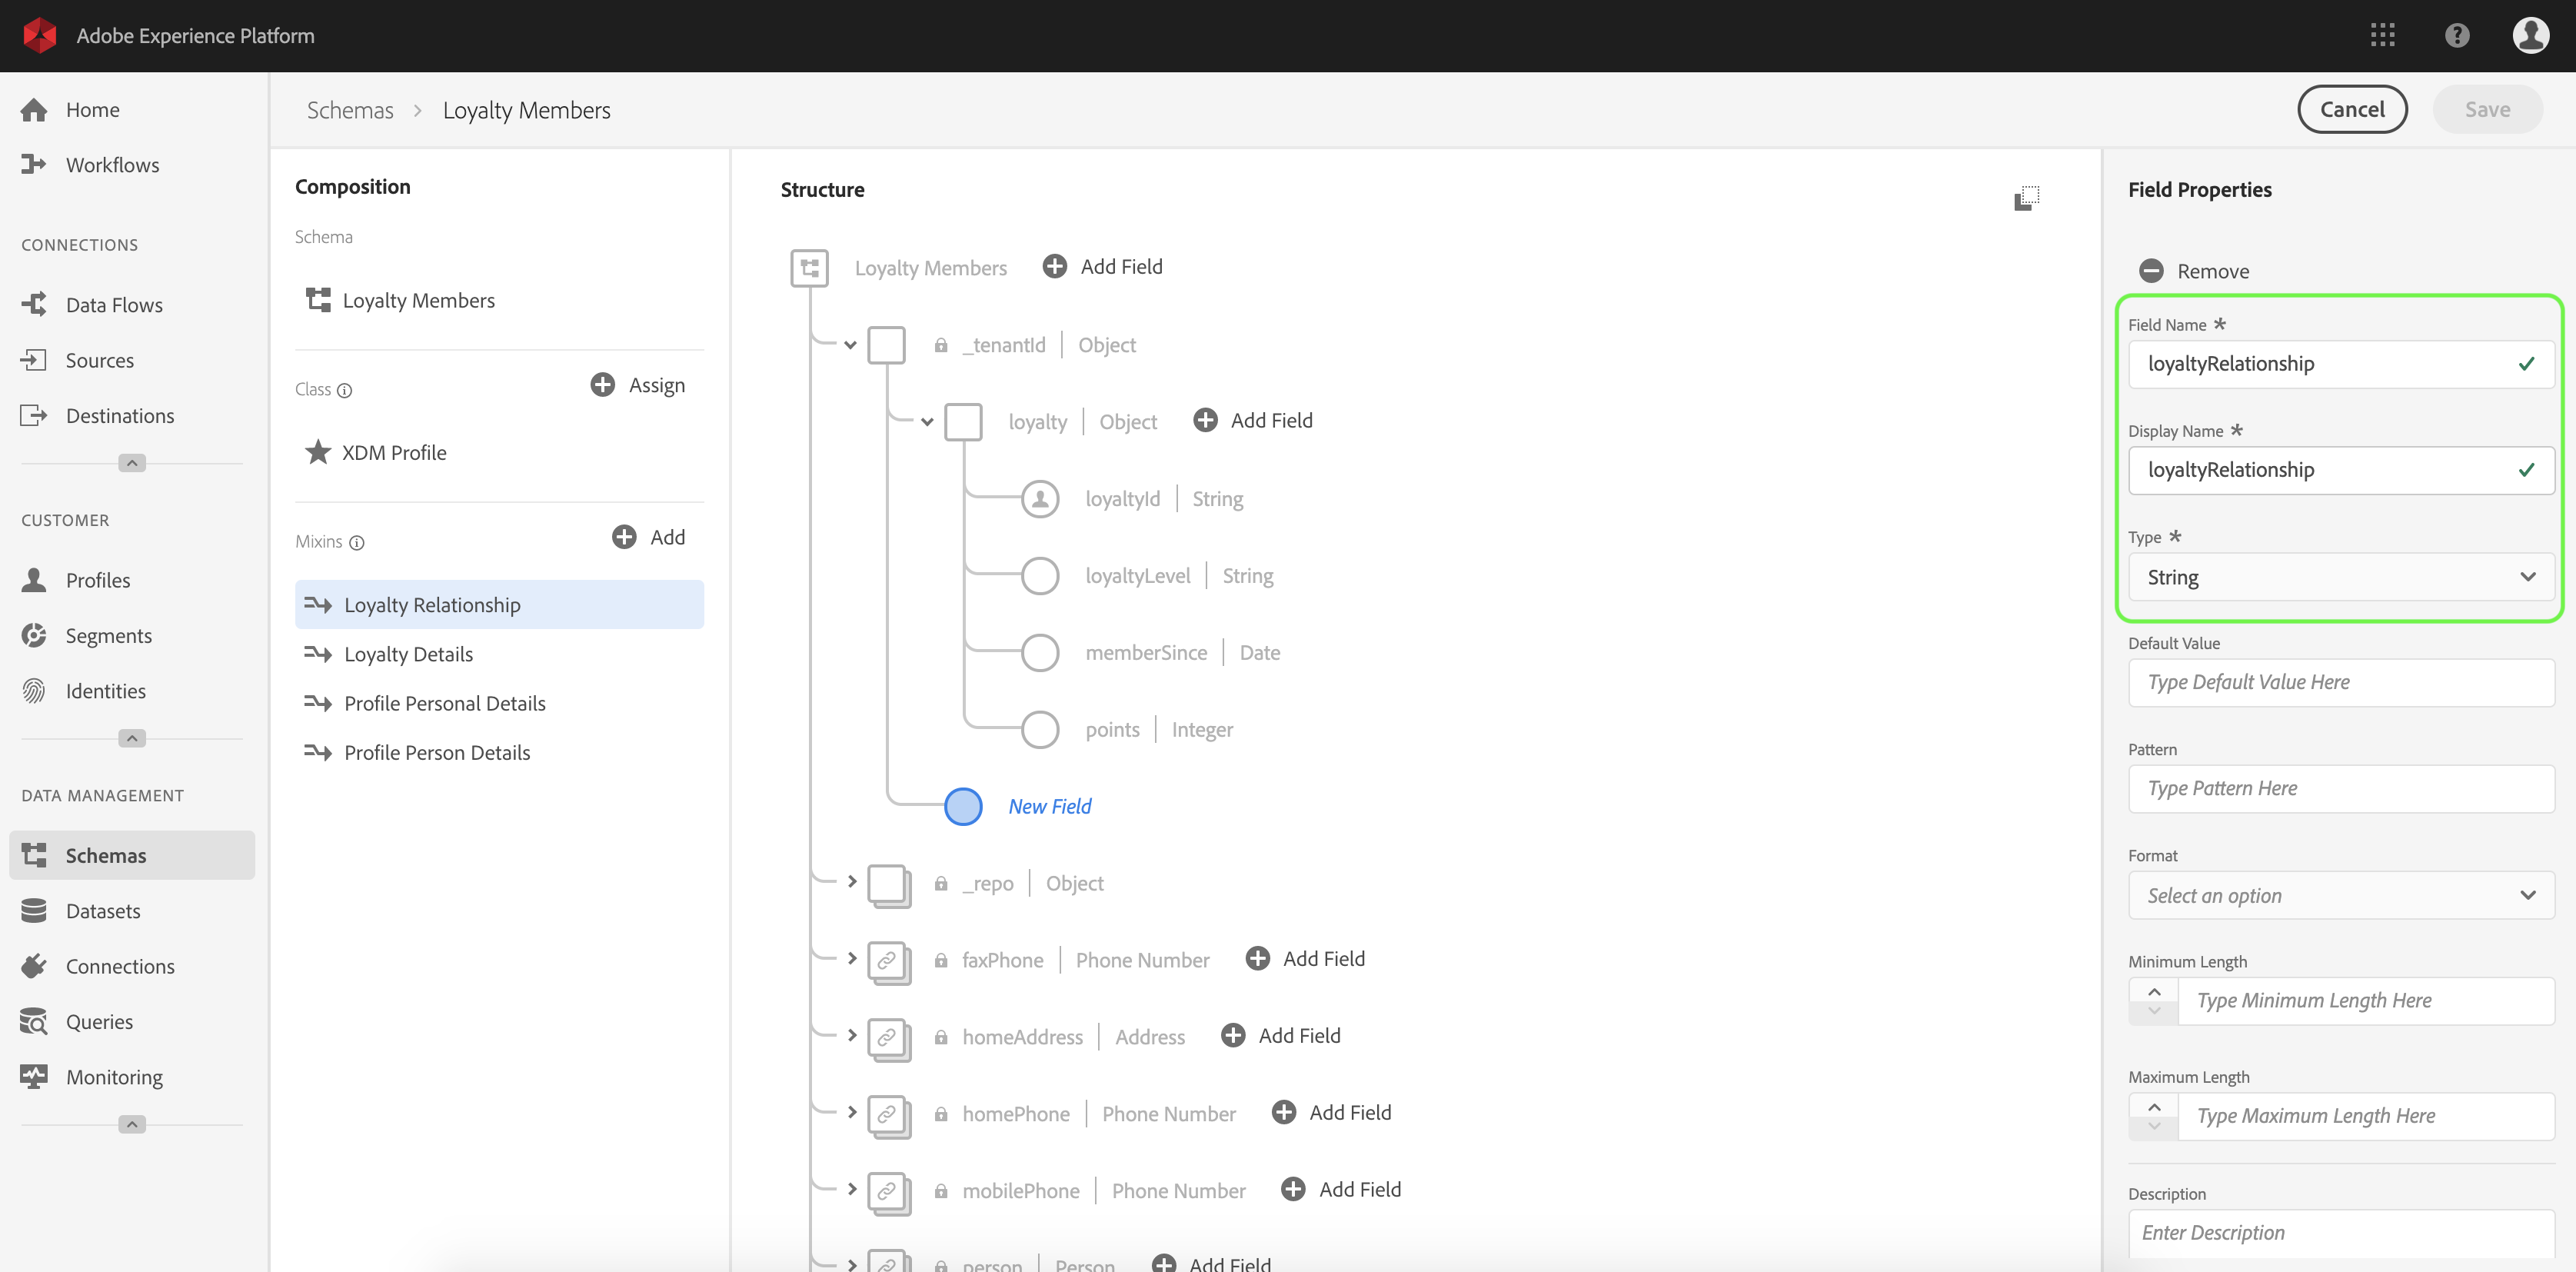 Adobe Experience Platform
Home
Workflows
CONNECTIONS
Data Flows
Sources
Destinations
CUSTOMER
Profiles
Segments
Identities
DATA MANAGEMENT
Schemas
Datasets
Connections
Queries
Monitoring
Schemas > Loyalty Members
Cancel
Save
Composition
Schema
Loyalty Members
Class
Assign
XDM Profile
Mixins
Add
Loyalty Relationship
Loyalty Details
Profile Personal Details
Profile Person Details
Structure
Loyalty Members Add Field
_tenantId | Object
loyalty | Object Add Field
loyaltyId | String
loyaltyLevel | String
memberSince | Date
points | Integer
New Field
_repo | Object
faxPhone | Phone Number Add Field
homeAddress | Address Add Field
homePhone | Phone Number Add Field
mobilePhone | Phone Number Add Field
person | Person Add Field
Field Properties
Remove
Field Name *
loyaltyRelationship
Display Name *
loyaltyRelationship
Type *
String
Default Value
Type Default Value Here
Pattern
Type Pattern Here
Format
Select an option
Minimum Length
Type Minimum Length Here
Maximum Length
Type Maximum Length Here
Description
Enter Description